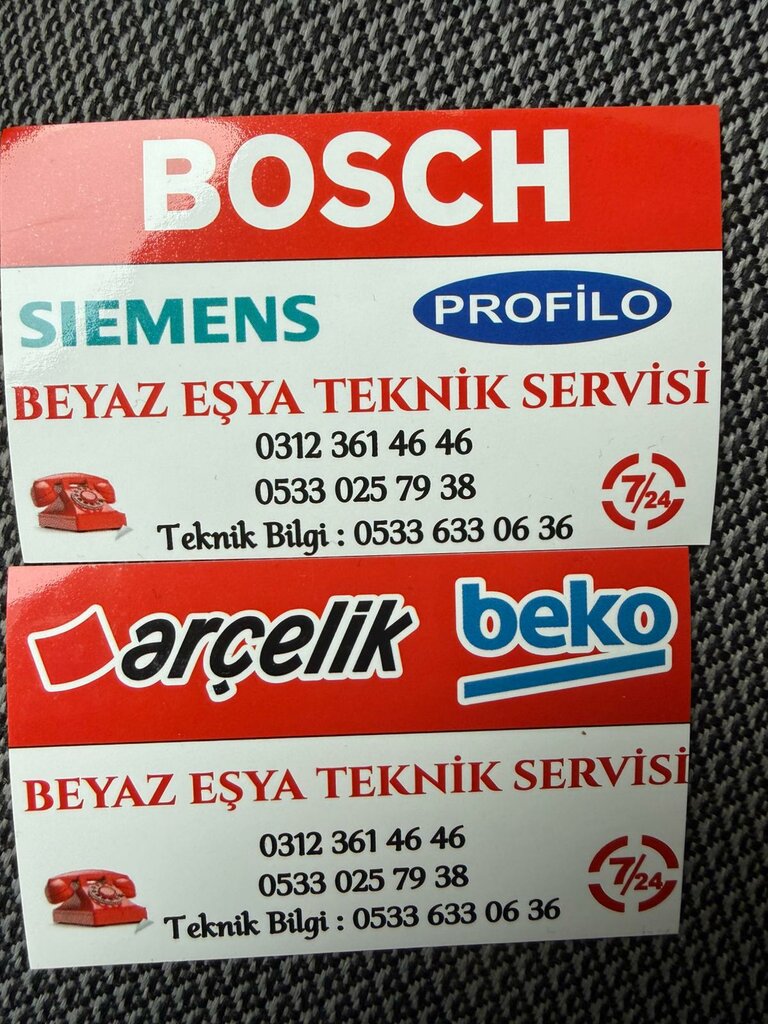 BOSCH
SIEMENS PROFİLO
BEYAZ EŞYA TEKNİK SERVİSİ
0312 361 46 46
0533 025 79 38
7/24
Teknik Bilgi : 0533 633 06 36
arçelik beko
BEYAZ EŞYA TEKNİK SERVİSİ
0312 361 46 46
0533 025 79 38
7/24
Teknik Bilgi : 0533 633 06 36